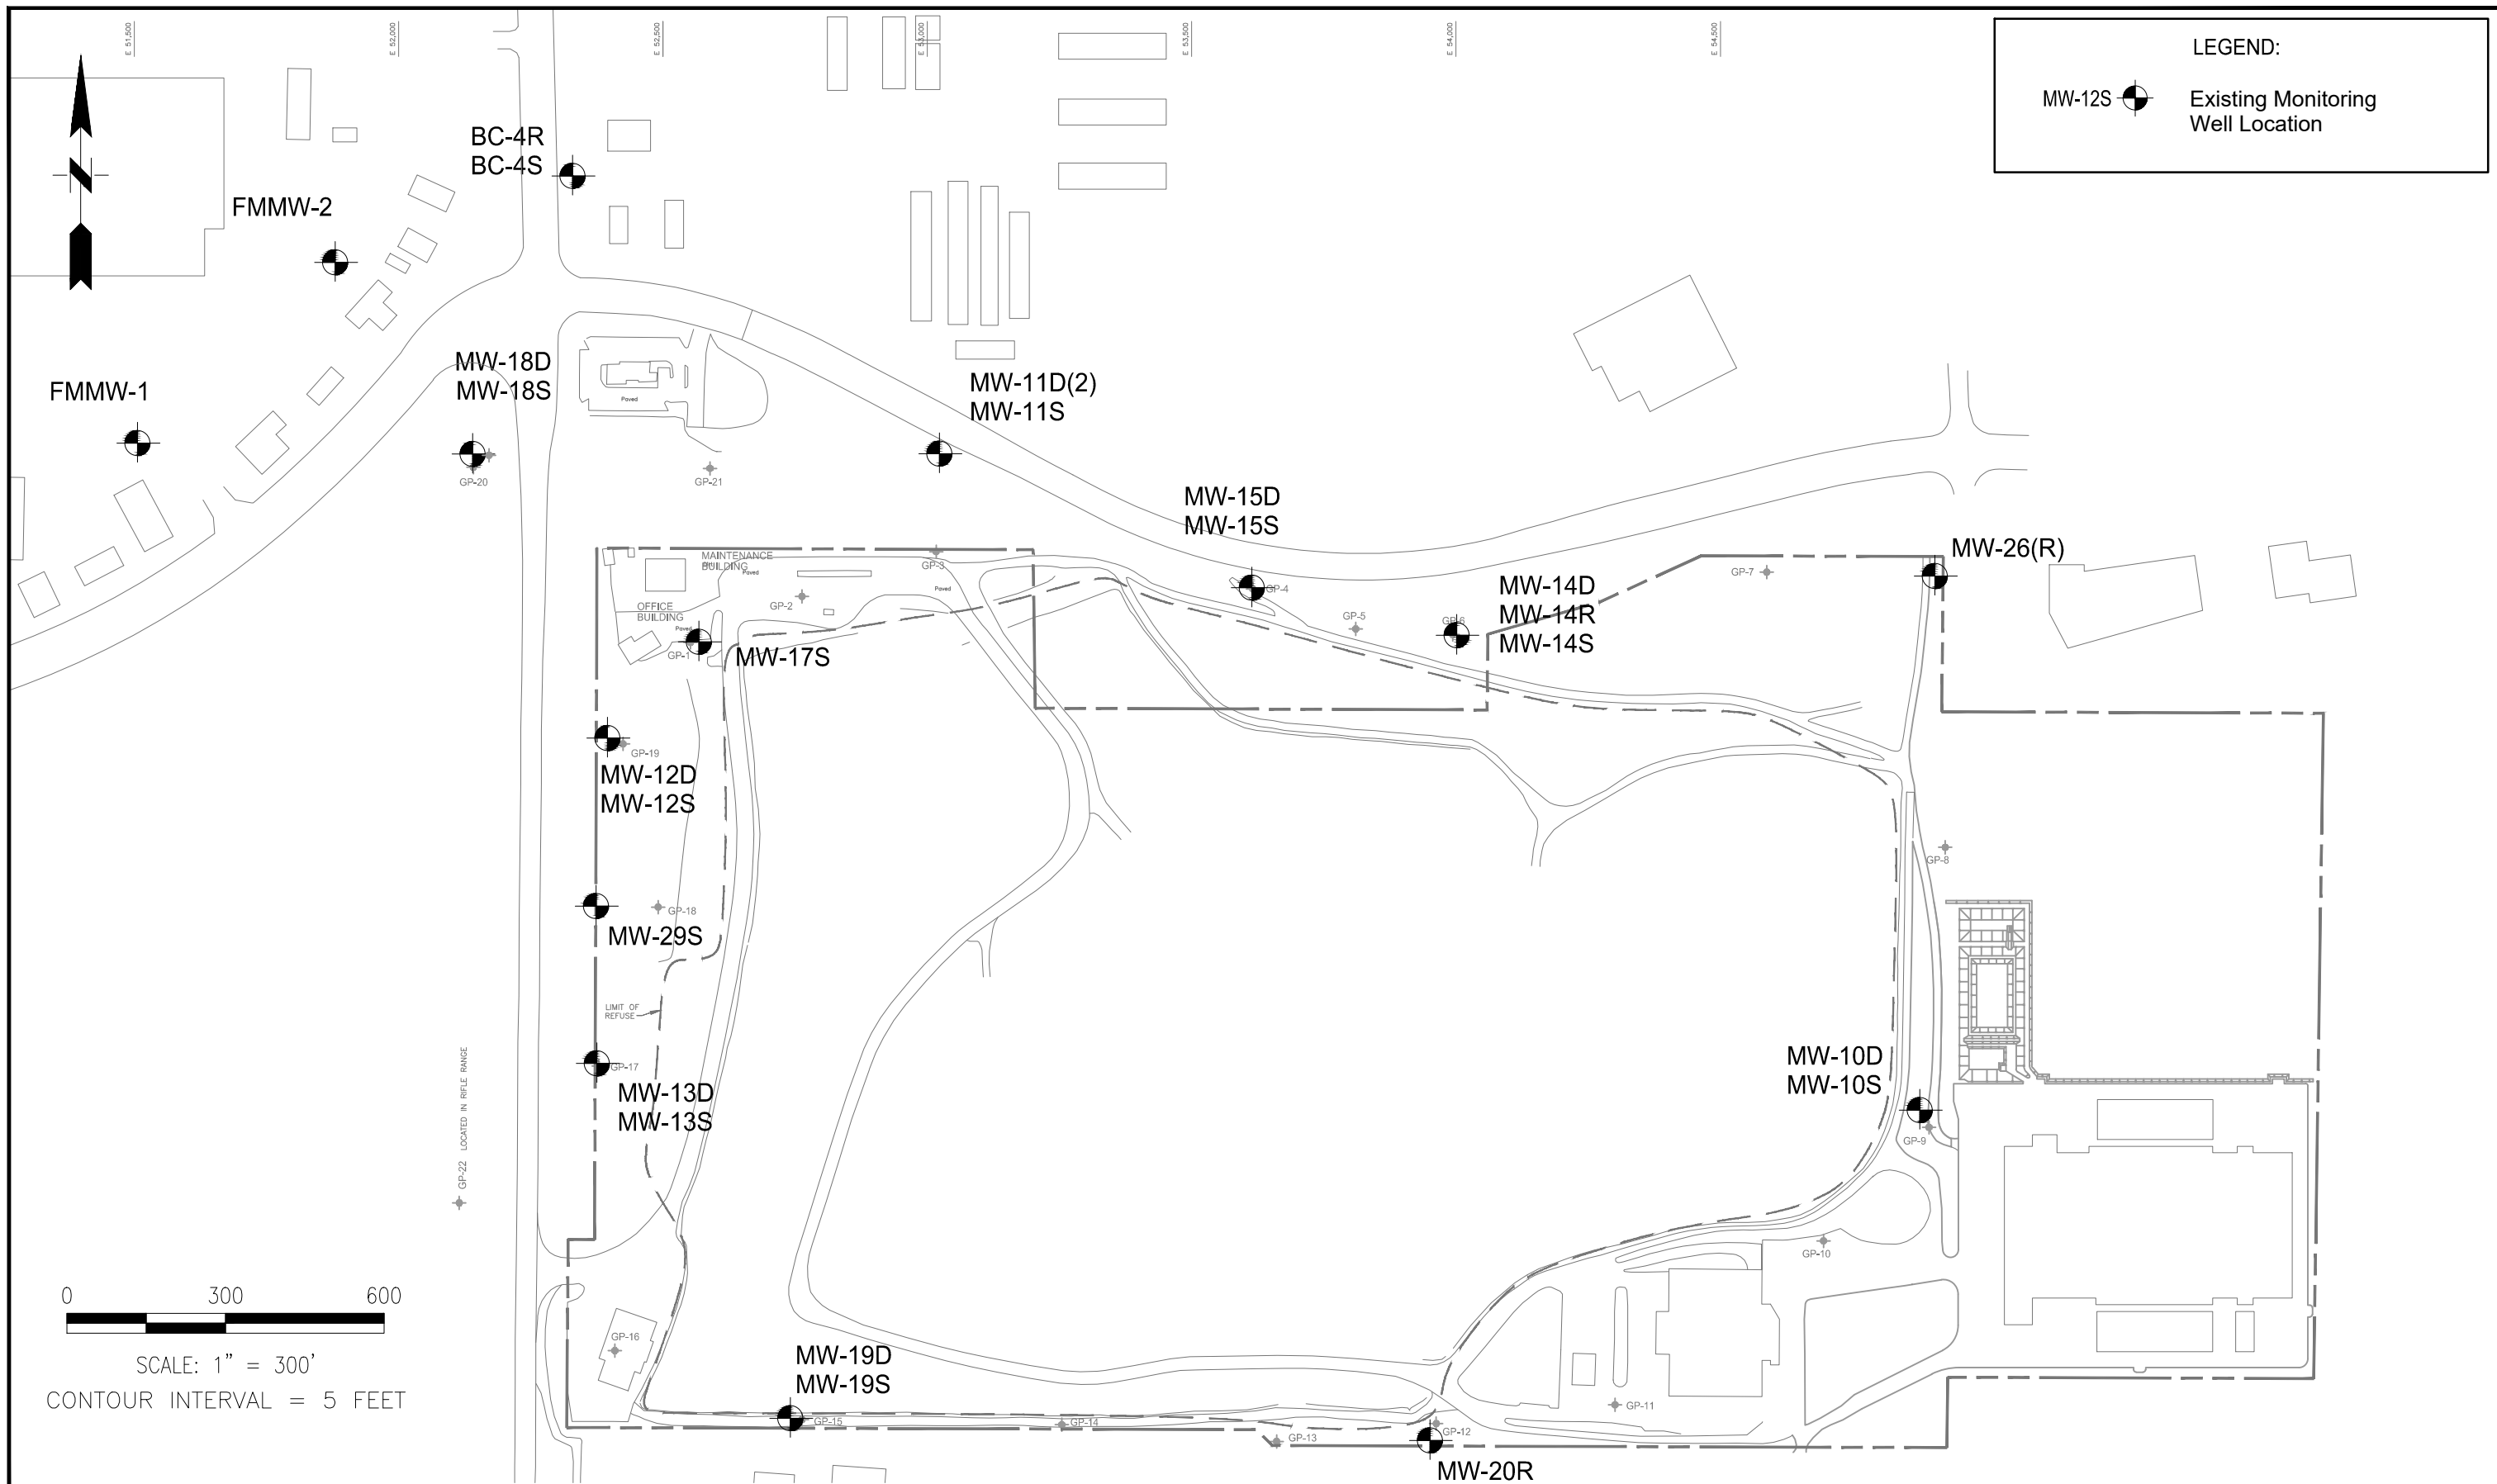 E 51,500
E 52,000
E 52,500
E 53,000
E 53,500
E 54,000
E 54,500
LEGEND:
MW-12S
Existing Monitoring
Well Location
N
BC-4R
BC-4S
FMMW-2
FMMW-1
MW-18D
MW-18S
Paved
MW-11D(2)
MW-11S
GP-20
GP-21
MW-15D
MW-15S
MAINTENANCE
BUILDING
Paved
GP-3
Paved
GP-2
OFFICE
BUILDING
Paved
GP-1
MW-17S
GP-4
GP-5
GP-6
MW-14D
MW-14R
MW-14S
GP-7
MW-26(R)
GP-19
MW-12D
MW-12S
GP-8
GP-18
MW-29S
LIMIT OF
REFUSE
GP-17
MW-13D
MW-13S
GP-22 LOCATED IN RIFLE RANGE
MW-10D
MW-10S
GP-9
GP-10
0 300 600
SCALE: 1" = 300'
CONTOUR INTERVAL = 5 FEET
GP-16
MW-19D
MW-19S
GP-15
GP-14
GP-13
GP-12
GP-11
MW-20R